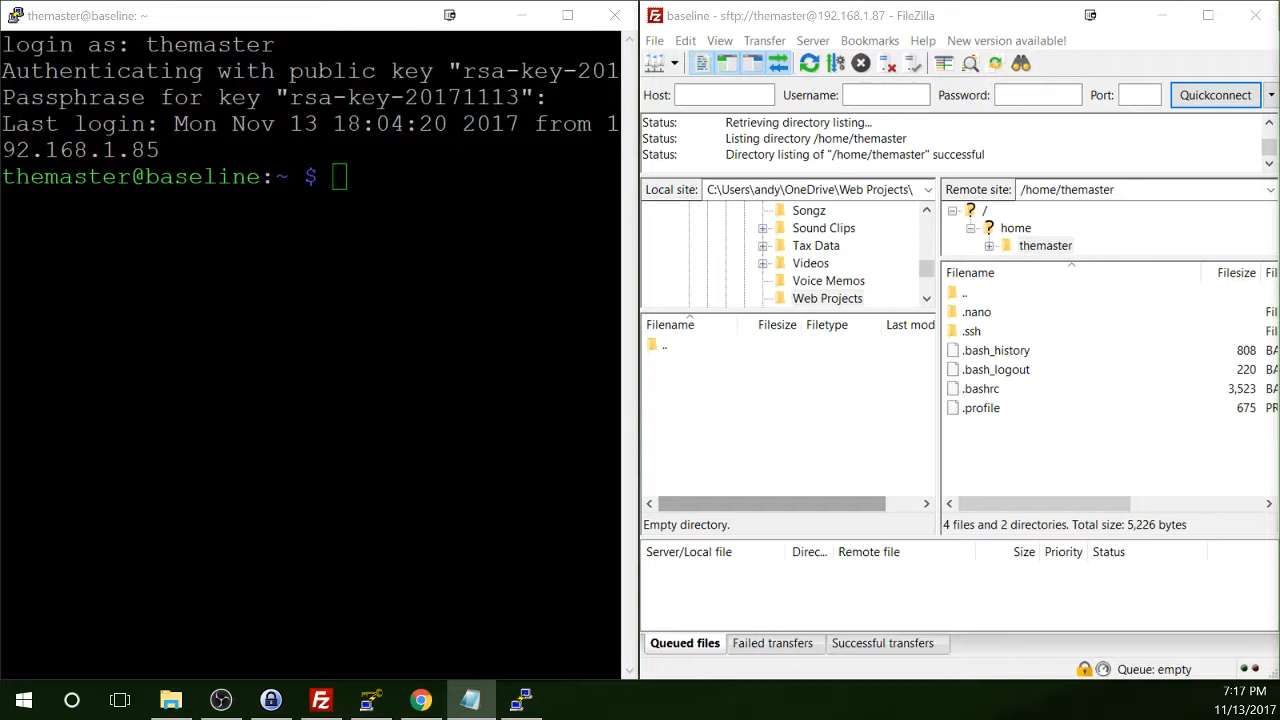 themaster@baseline: ~
login as: themaster
Authenticating with public key "rsa-key-201
Passphrase for key "rsa-key-20171113":
Last login: Mon Nov 13 18:04:20 2017 from 1
92.168.1.85
themaster@baseline:~ $
baseline - sftp://themaster@192.168.1.87 - FileZilla
File Edit View Transfer Server Bookmarks Help New version available!
Host: Username: Password: Port: Quickconnect
Status: Retrieving directory listing...
Status: Listing directory /home/themaster
Status: Directory listing of "/home/themaster" successful
Local site: C:\Users\andy\OneDrive\Web Projects\
Songz
Sound Clips
Tax Data
Videos
Voice Memos
Web Projects
Filename Filesize Filetype Last mod
..
Empty directory.
Remote site: /home/themaster
/
home
themaster
Filename Filesize Fil
..
.nano Fil
.ssh Fil
.bash_history 808 BA
.bash_logout 220 BA
.bashrc 3,523 BA
.profile 675 PR
4 files and 2 directories. Total size: 5,226 bytes
Server/Local file Direc... Remote file Size Priority Status
Queued files Failed transfers Successful transfers
Queue: empty
7:17 PM
11/13/2017